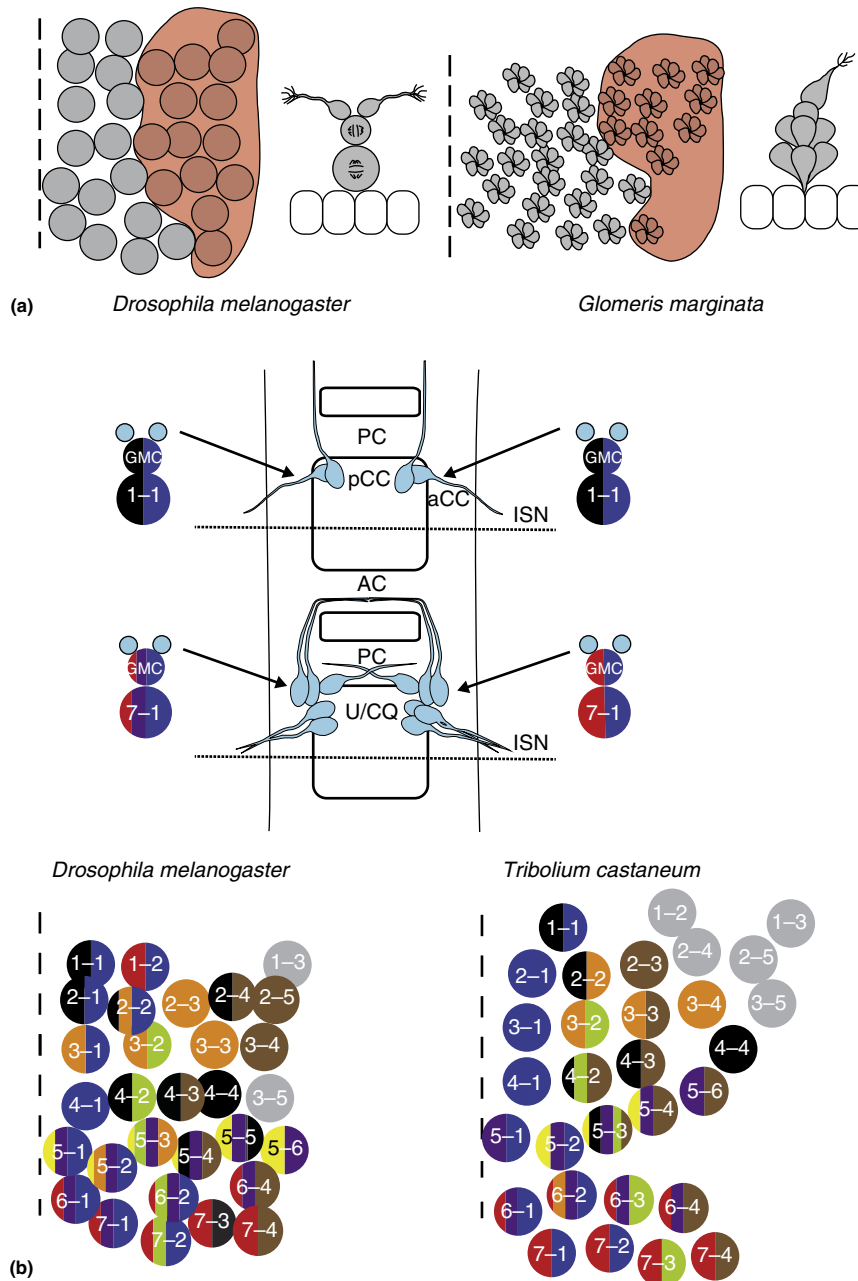 (a)
Drosophila melanogaster
Glomeris marginata
PC
GMC
GMC
pCC
1–1
aCC
1–1
ISN
AC
PC
GMC
GMC
7–1
U/CQ
7–1
ISN
Drosophila melanogaster
Tribolium castaneum
1–1 1–2 1–3
2–1 2–2 2–3 2–4 2–5
3–1 3–2 3–3 3–4
4–1 4–2 4–3 4–4 3–5
5–1 5–2 5–3 5–4 5–5 5–6
6–1 6–2 6–4
7–1 7–2 7–3 7–4
1–1 1–2 1–3
2–1 2–2 2–3 2–4 2–5
3–1 3–2 3–3 3–4 3–5
4–1 4–2 4–3 4–4
5–1 5–2 5–3 5–4 5–6
6–1 6–2 6–3 6–4
7–1 7–2 7–3 7–4
(b)